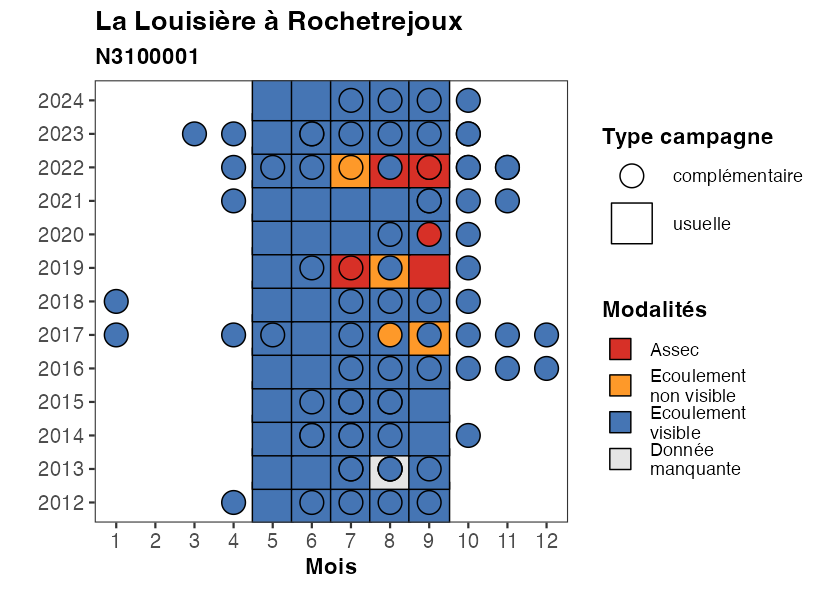 La Louisière à Rochetrejoux
N3100001
2024
2023
2022
2021
2020
2019
2018
2017
2016
2015
2014
2013
2012
1 2 3 4 5 6 7 8 9 10 11 12
Mois
Type campagne
complémentaire
usuelle
Modalités
Assec
Ecoulement
non visible
Ecoulement
visible
Donnée
manquante